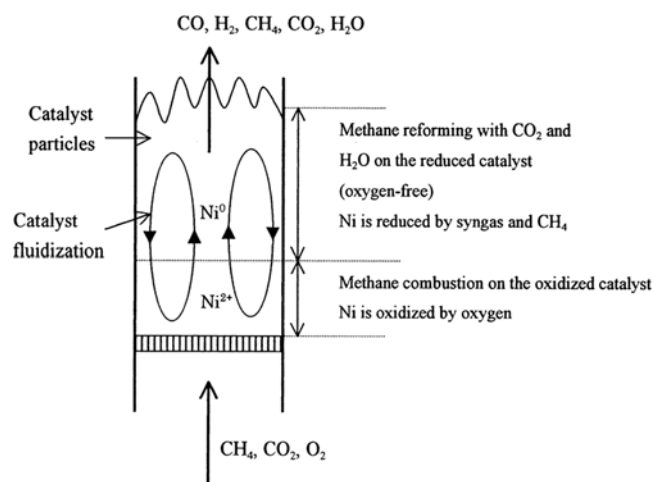 CO, H₂, CH₄, CO₂, H₂O
Catalyst
particles
Methane reforming with CO₂ and
H₂O on the reduced catalyst
(oxygen-free)
Ni is reduced by syngas and CH₄
Catalyst
fluidization
Ni⁰
Ni²⁺
Methane combustion on the oxidized catalyst
Ni is oxidized by oxygen
CH₄, CO₂, O₂